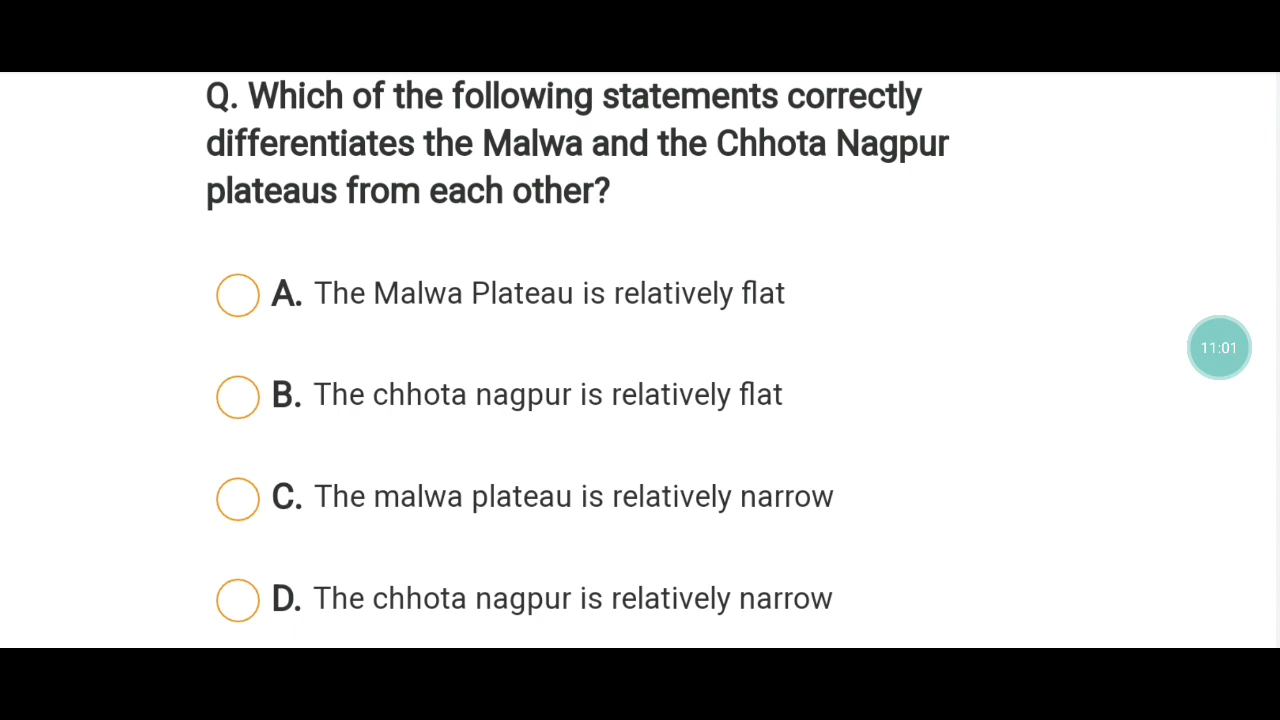 Q. Which of the following statements correctly
differentiates the Malwa and the Chhota Nagpur
plateaus from each other?
A. The Malwa Plateau is relatively flat
11:01
B. The chhota nagpur is relatively flat
C. The malwa plateau is relatively narrow
D. The chhota nagpur is relatively narrow